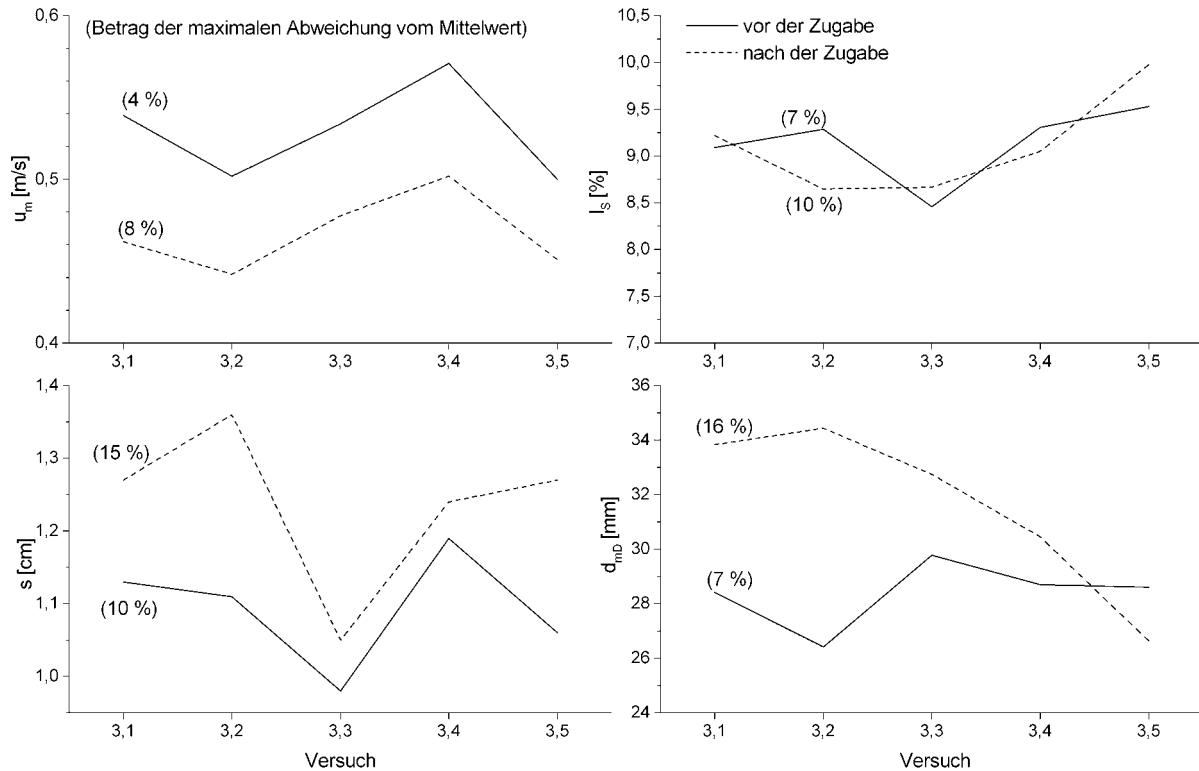 (Betrag der maximalen Abweichung vom Mittelwert)
0,6
0,5
0,4
u_m [m/s]
(4 %)
(8 %)
3,1 3,2 3,3 3,4 3,5
vor der Zugabe
nach der Zugabe
10,5
10,0
9,5
9,0
8,5
8,0
7,5
7,0
I_S [%]
(7 %)
(10 %)
3,1 3,2 3,3 3,4 3,5
1,4
1,3
1,2
1,1
1,0
s [cm]
(15 %)
(10 %)
3,1 3,2 3,3 3,4 3,5
Versuch
36
34
32
30
28
26
24
d_mD [mm]
(16 %)
(7 %)
3,1 3,2 3,3 3,4 3,5
Versuch